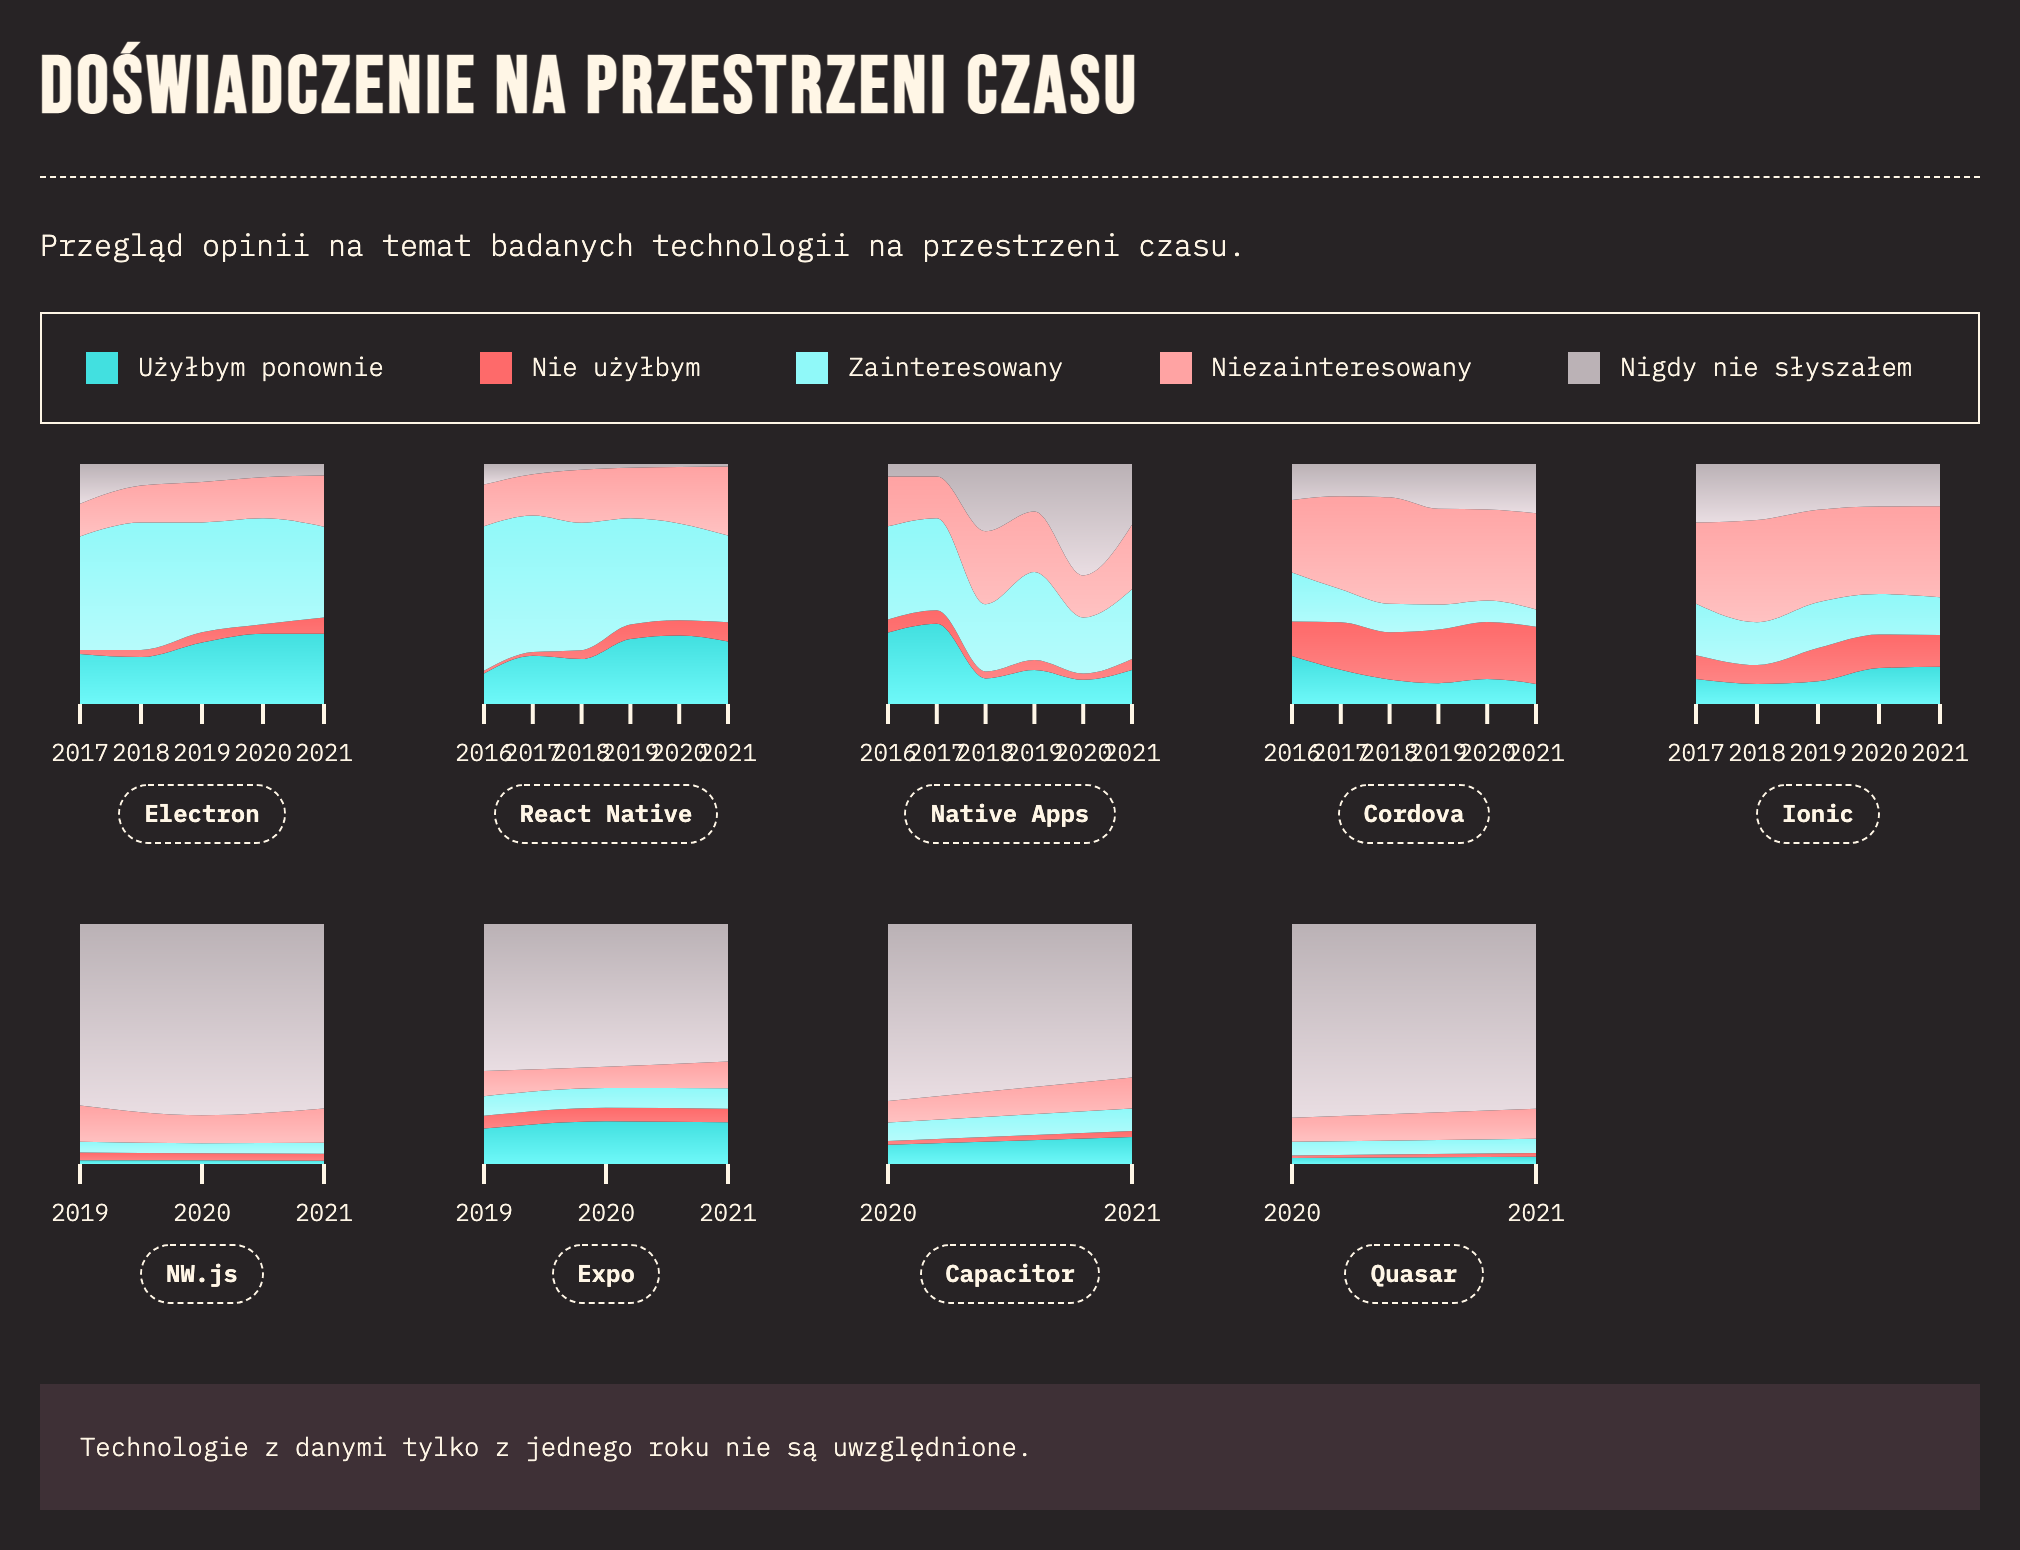 DOŚWIADCZENIE NA PRZESTRZENI CZASU
Przegląd opinii na temat badanych technologii na przestrzeni czasu.
Użyłbym ponownie Nie użyłbym Zainteresowany Niezainteresowany Nigdy nie słyszałem
2017 2018 2019 2020 2021 2016 2017 2018 2019 2020 2021 2016 2017 2018 2019 2020 2021 2016 2017 2018 2019 2020 2021 2017 2018 2019 2020 2021
Electron React Native Native Apps Cordova Ionic
2019 2020 2021 2019 2020 2021 2020 2021 2020 2021
NW.js Expo Capacitor Quasar
Technologie z danymi tylko z jednego roku nie są uwzględnione.